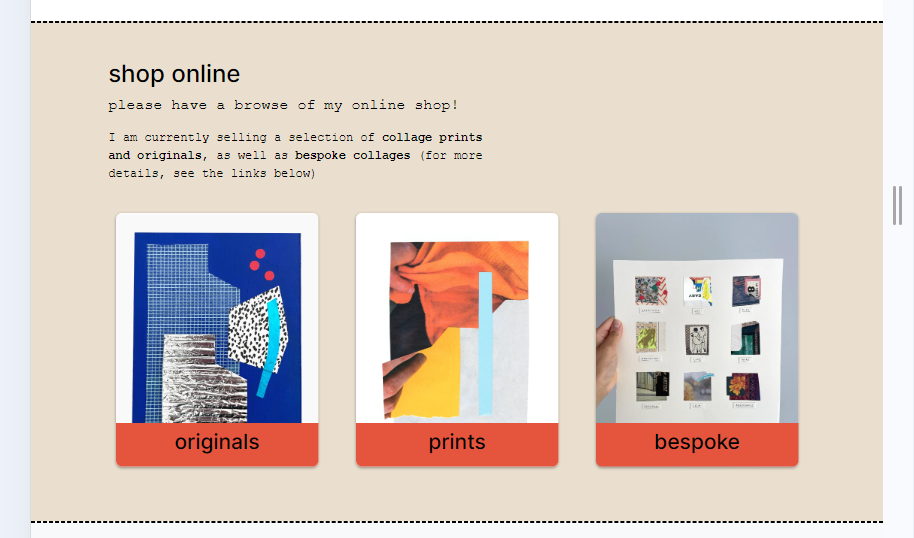 shop online
please have a browse of my online shop!
I am currently selling a selection of collage prints
and originals, as well as bespoke collages (for more
details, see the links below)
originals
prints
bespoke